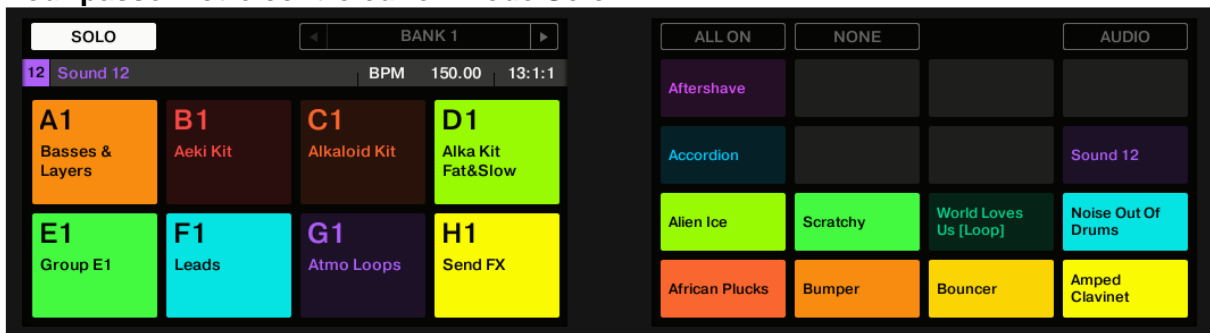 SOLO
BANK 1
12 Sound 12
BPM 150.00 13:1:1
A1
Basses &
Layers
B1
Aeki Kit
C1
Alkaloid Kit
D1
Alka Kit
Fat&Slow
E1
Group E1
F1
Leads
G1
Atmo Loops
H1
Send FX
ALL ON
NONE
AUDIO
Aftershave
Accordion
Sound 12
Alien Ice
Scratchy
World Loves
Us [Loop]
Noise Out Of
Drums
African Plucks
Bumper
Bouncer
Amped
Clavinet